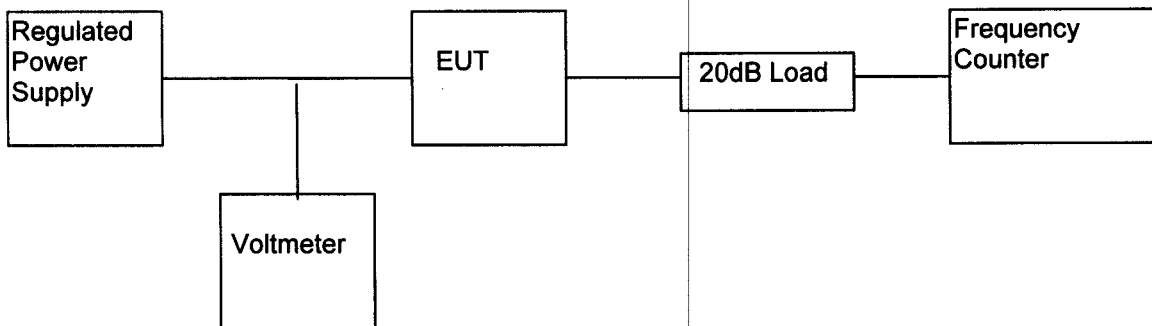 Regulated
Power
Supply
EUT
20dB Load
Frequency
Counter
Voltmeter